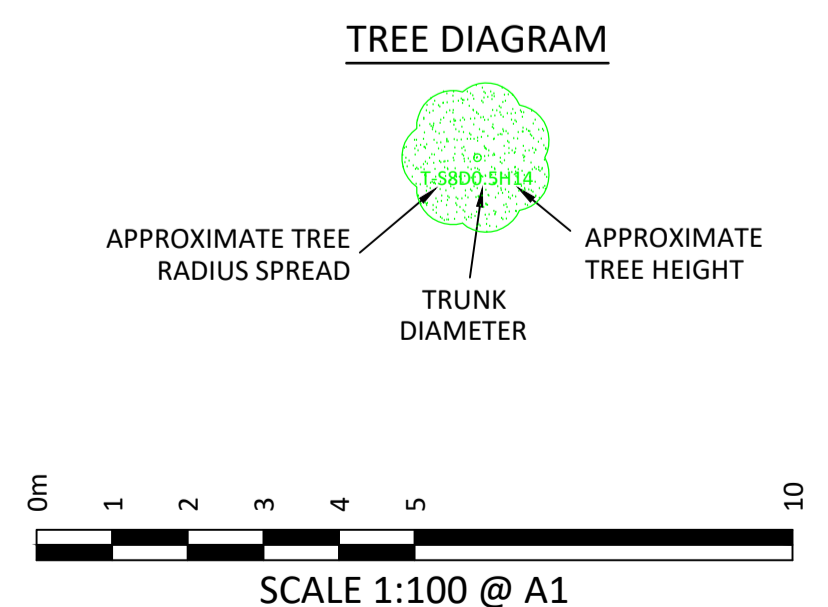 TREE DIAGRAM
T-S8D0.5H14
APPROXIMATE TREE
RADIUS SPREAD
TRUNK
DIAMETER
APPROXIMATE
TREE HEIGHT
0m 1 2 3 4 5 10
SCALE 1:100 @ A1